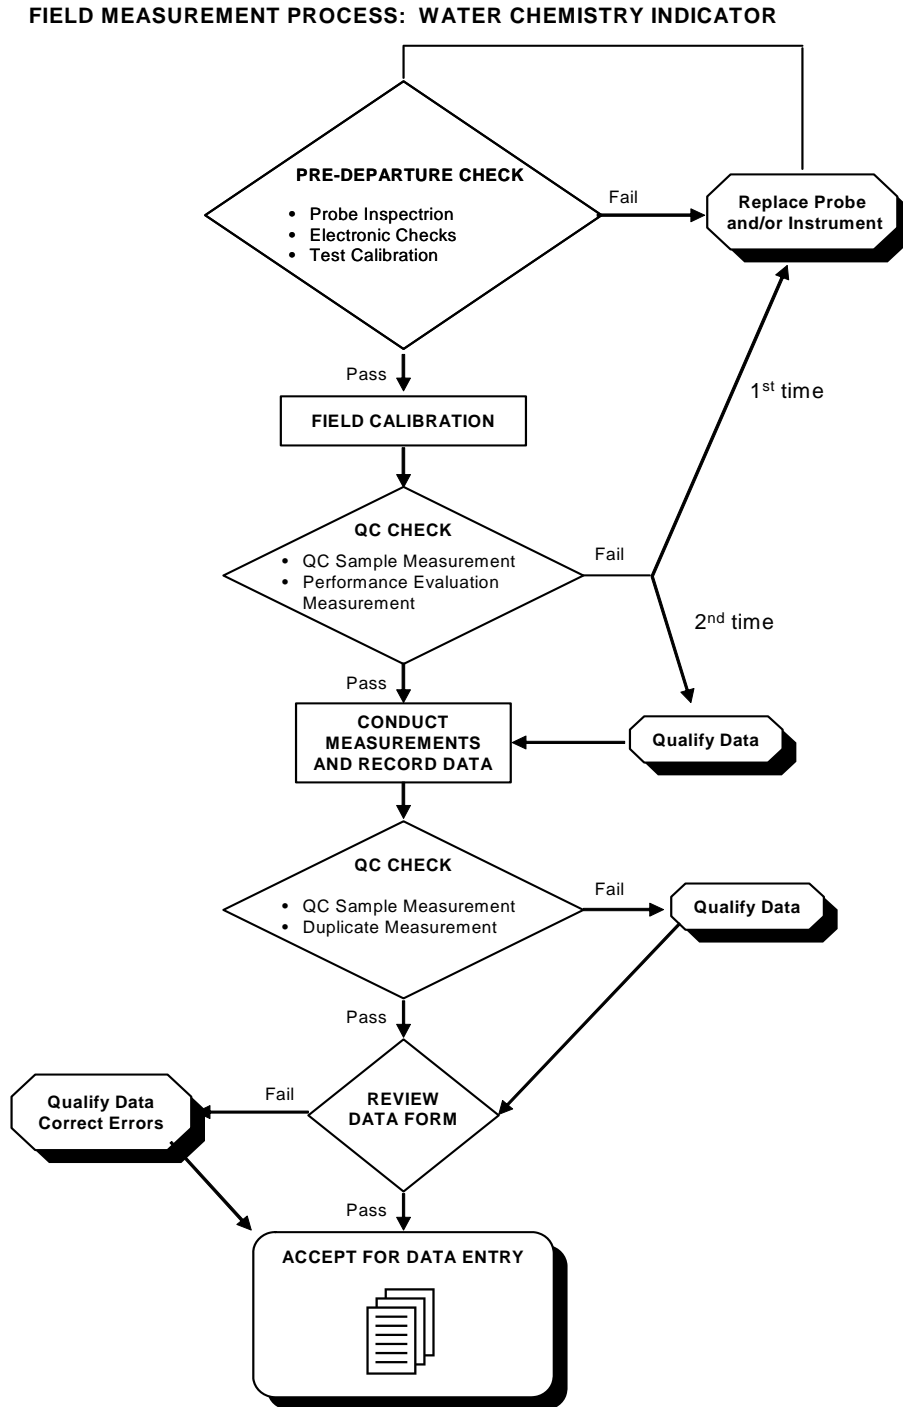 FIELD MEASUREMENT PROCESS: WATER CHEMISTRY INDICATOR
PRE-DEPARTURE CHECK
• Probe Inspectrion
• Electronic Checks
• Test Calibration
Fail
Replace Probe
and/or Instrument
Pass
1st time
FIELD CALIBRATION
QC CHECK
• QC Sample Measurement
• Performance Evaluation
Measurement
Fail
2nd time
Pass
CONDUCT
MEASUREMENTS
AND RECORD DATA
Qualify Data
QC CHECK
• QC Sample Measurement
• Duplicate Measurement
Fail
Qualify Data
Pass
REVIEW
DATA FORM
Fail
Qualify Data
Correct Errors
Pass
ACCEPT FOR DATA ENTRY